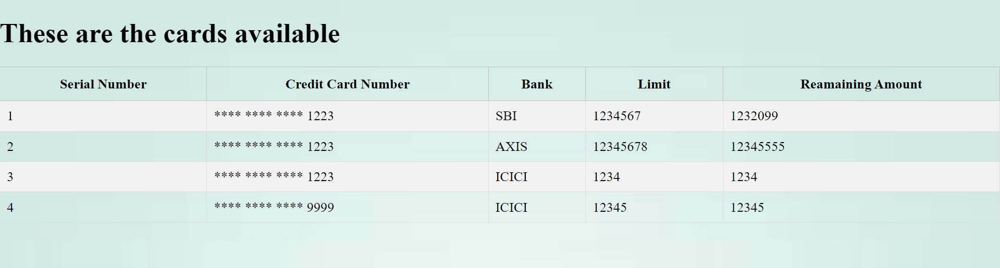 These are the cards available
Serial Number Credit Card Number Bank Limit Reamaining Amount
1 **** **** **** 1223 SBI 1234567 1232099
2 **** **** **** 1223 AXIS 12345678 12345555
3 **** **** **** 1223 ICICI 1234 1234
4 **** **** **** 9999 ICICI 12345 12345